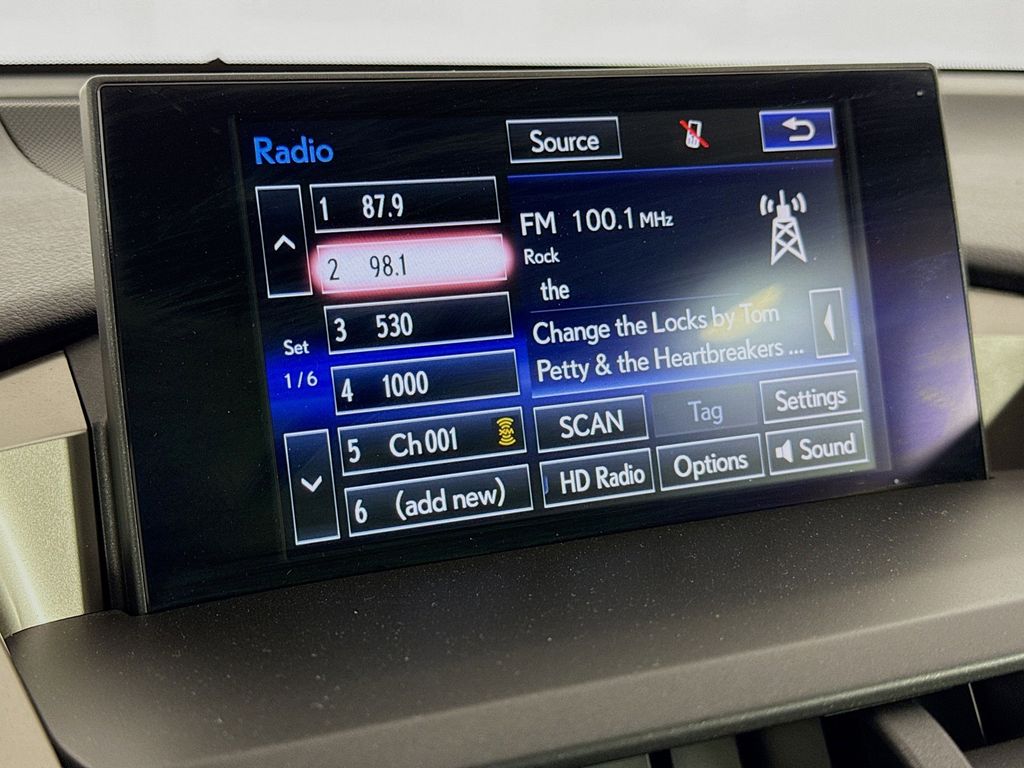 Radio
Source
1 87.9
2 98.1
3 530
4 1000
5 Ch001
XM
6 (add new)
Set
1/6
FM 100.1 MHz
Rock
the
Change the Locks by Tom
Petty & the Heartbreakers ...
SCAN
Tag
Settings
HD Radio
Options
Sound